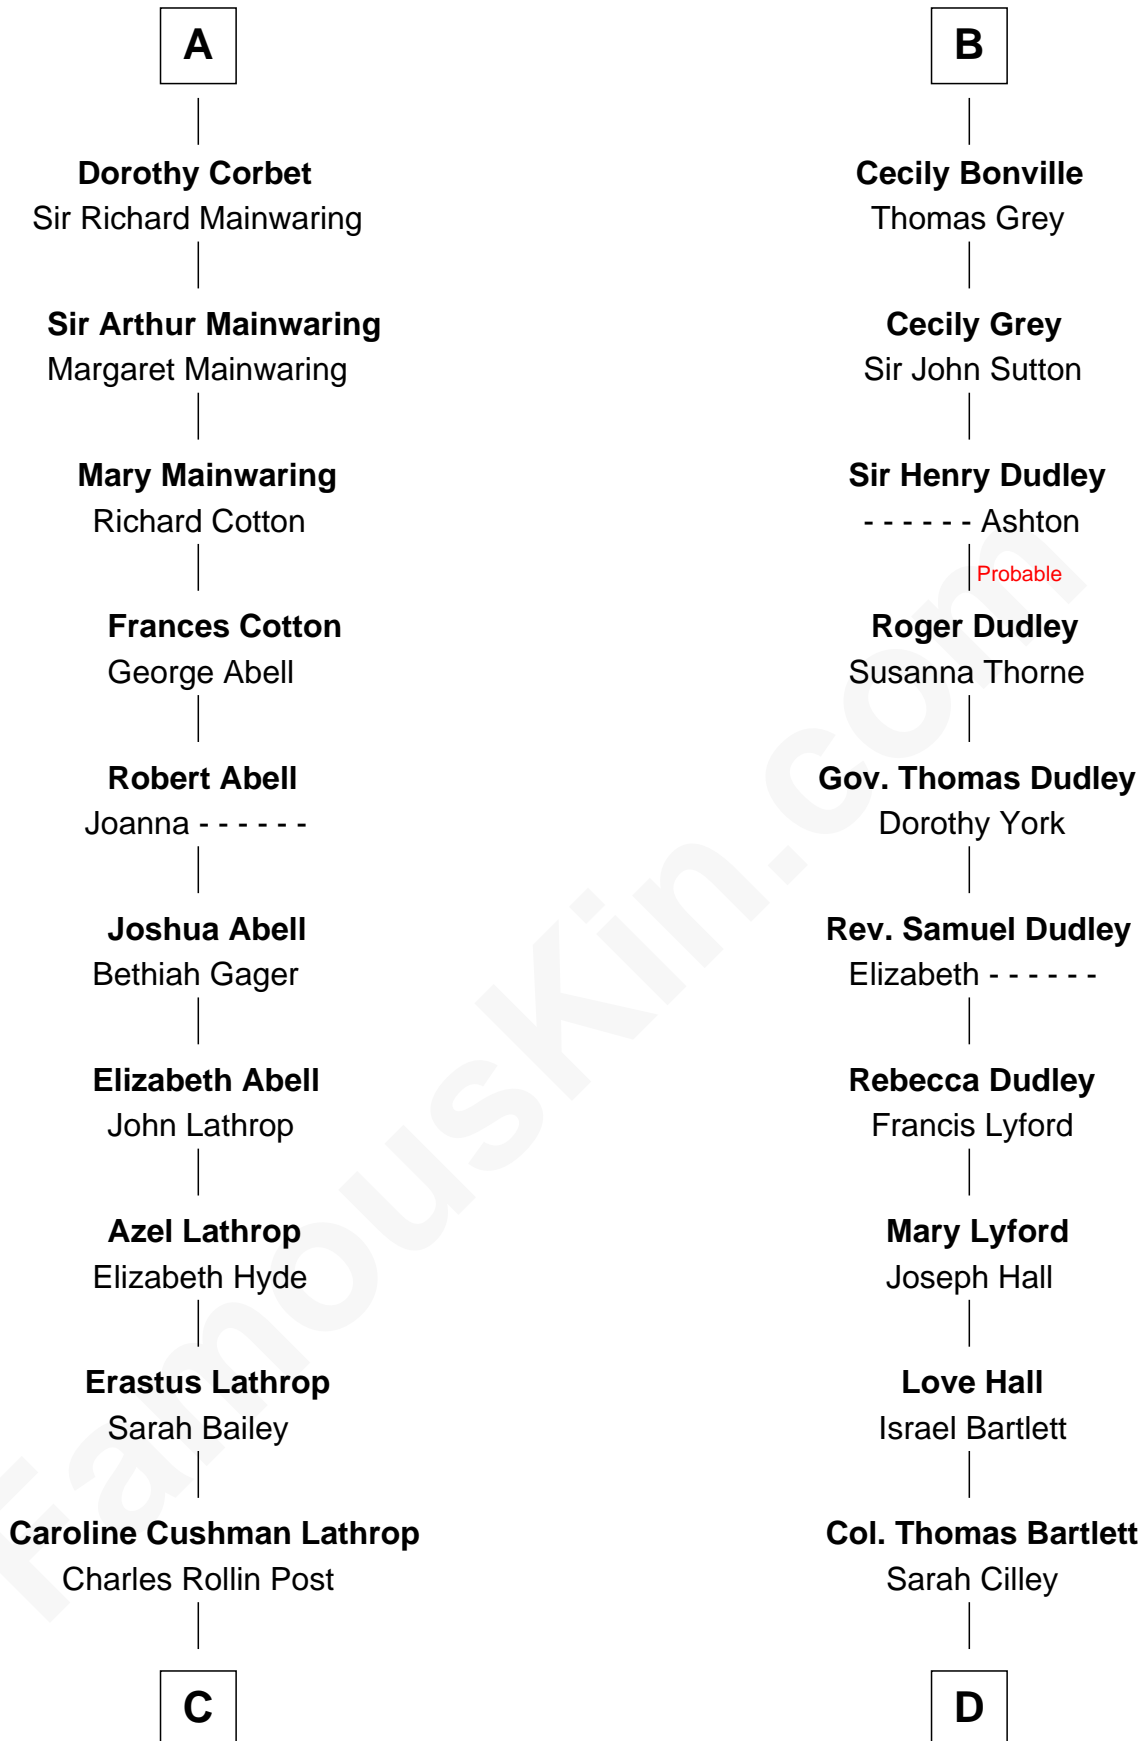 A
Dorothy Corbet
Sir Richard Mainwaring
Sir Arthur Mainwaring
Margaret Mainwaring
Mary Mainwaring
Richard Cotton
Frances Cotton
George Abell
Robert Abell
Joanna - - - - - -
Joshua Abell
Bethiah Gager
Elizabeth Abell
John Lathrop
Azel Lathrop
Elizabeth Hyde
Erastus Lathrop
Sarah Bailey
Caroline Cushman Lathrop
Charles Rollin Post
C
B
Cecily Bonville
Thomas Grey
Cecily Grey
Sir John Sutton
Sir Henry Dudley
- - - - - - Ashton
Probable
Roger Dudley
Susanna Thorne
Gov. Thomas Dudley
Dorothy York
Rev. Samuel Dudley
Elizabeth - - - - - -
Rebecca Dudley
Francis Lyford
Mary Lyford
Joseph Hall
Love Hall
Israel Bartlett
Col. Thomas Bartlett
Sarah Cilley
D
FamousKin.com